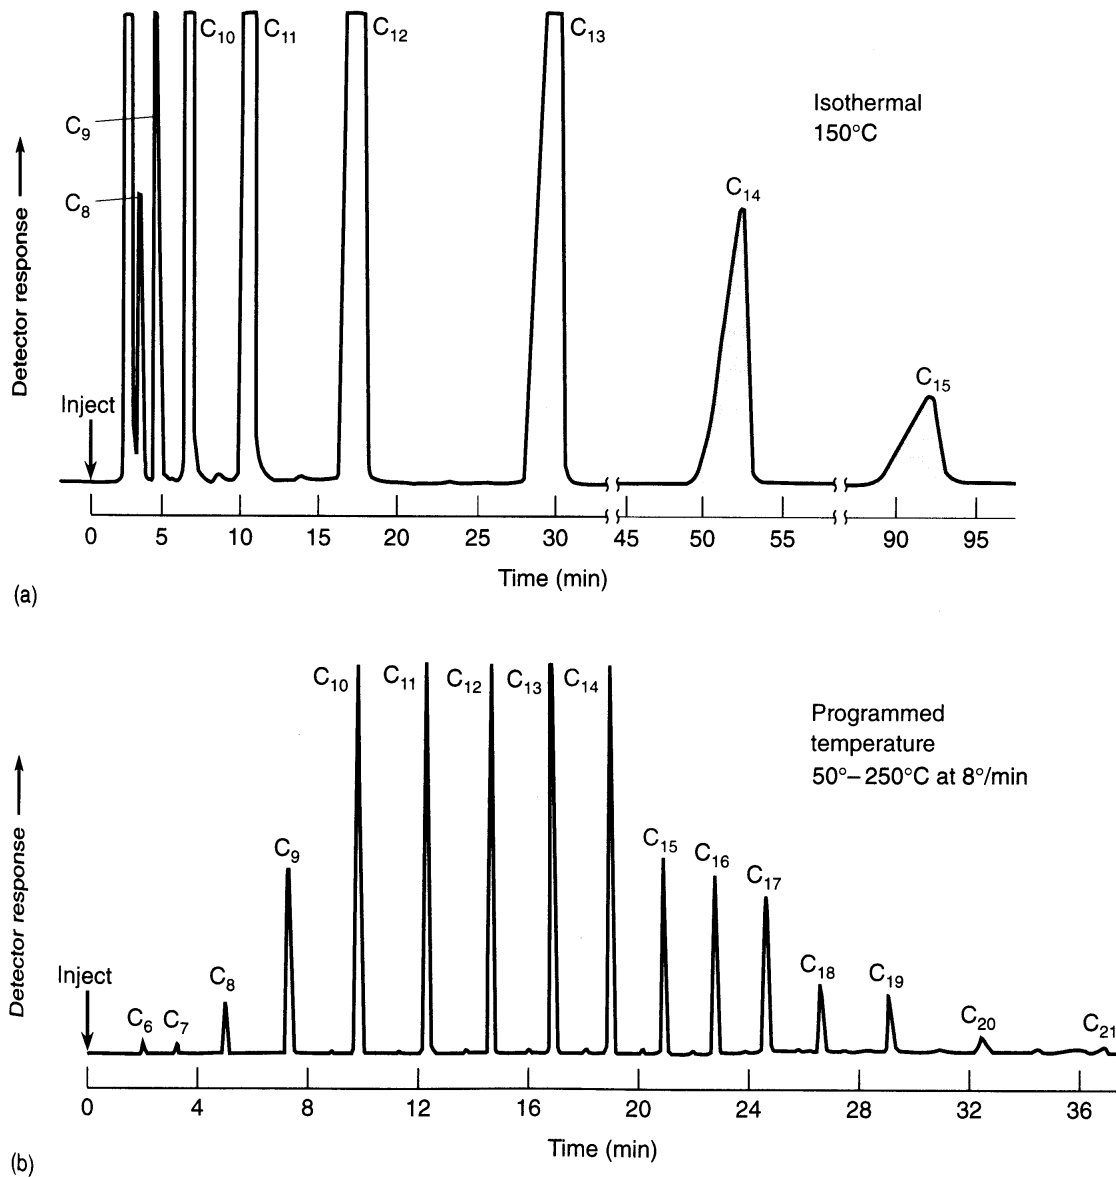 (a)
C₁₀
C₁₁
C₁₂
C₁₃
C₉
C₈
Isothermal
150°C
C₁₄
C₁₅
Detector response
Inject
0 5 10 15 20 25 30 45 50 55 90 95
Time (min)
(a)
C₁₀
C₁₁
C₁₂
C₁₃
C₁₄
Programmed
temperature
50°–250°C at 8°/min
C₉
C₁₅
C₁₆
C₁₇
Detector response
Inject
C₆
C₇
C₈
C₁₈
C₁₉
C₂₀
C₂₁
0 4 8 12 16 20 24 28 32 36
Time (min)
(b)